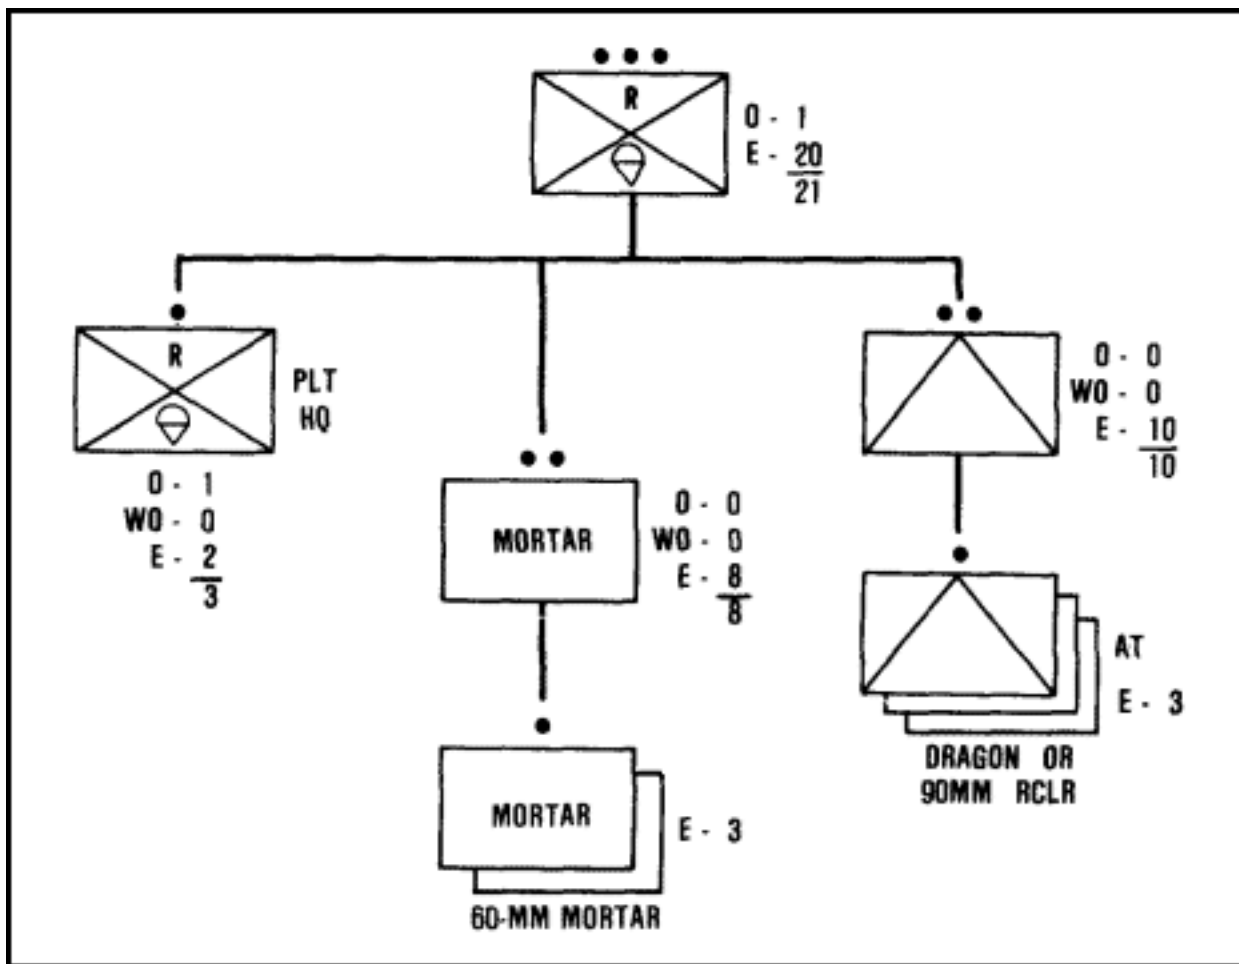 R
O - 1
E - 20
21
R
PLT
HQ
O - 1
WO - 0
E - 2
3
MORTAR
O - 0
WO - 0
E - 8
8
MORTAR
E - 3
60-MM MORTAR
O - 0
WO - 0
E - 10
10
AT
E - 3
DRAGON OR
90MM RCLR